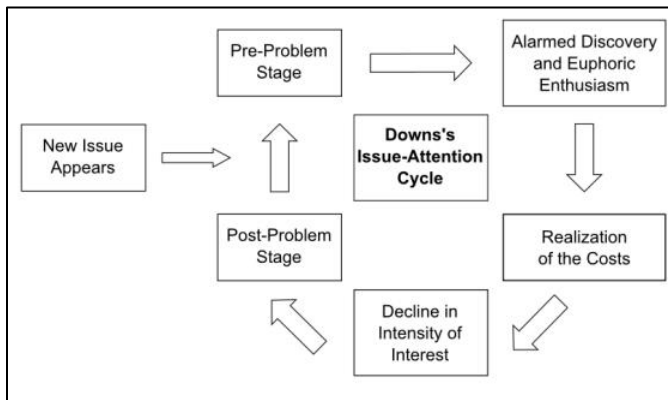 Pre-Problem
Stage
Alarmed Discovery
and Euphoric
Enthusiasm
New Issue
Appears
Downs's
Issue-Attention
Cycle
Post-Problem
Stage
Realization
of the Costs
Decline in
Intensity of
Interest